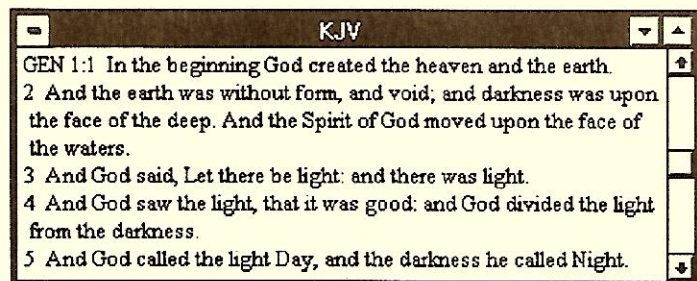 KJV
GEN 1:1 In the beginning God created the heaven and the earth.
2 And the earth was without form, and void; and darkness was upon
the face of the deep. And the Spirit of God moved upon the face of
the waters.
3 And God said, Let there be light: and there was light.
4 And God saw the light, that it was good: and God divided the light
from the darkness.
5 And God called the light Day, and the darkness he called Night.